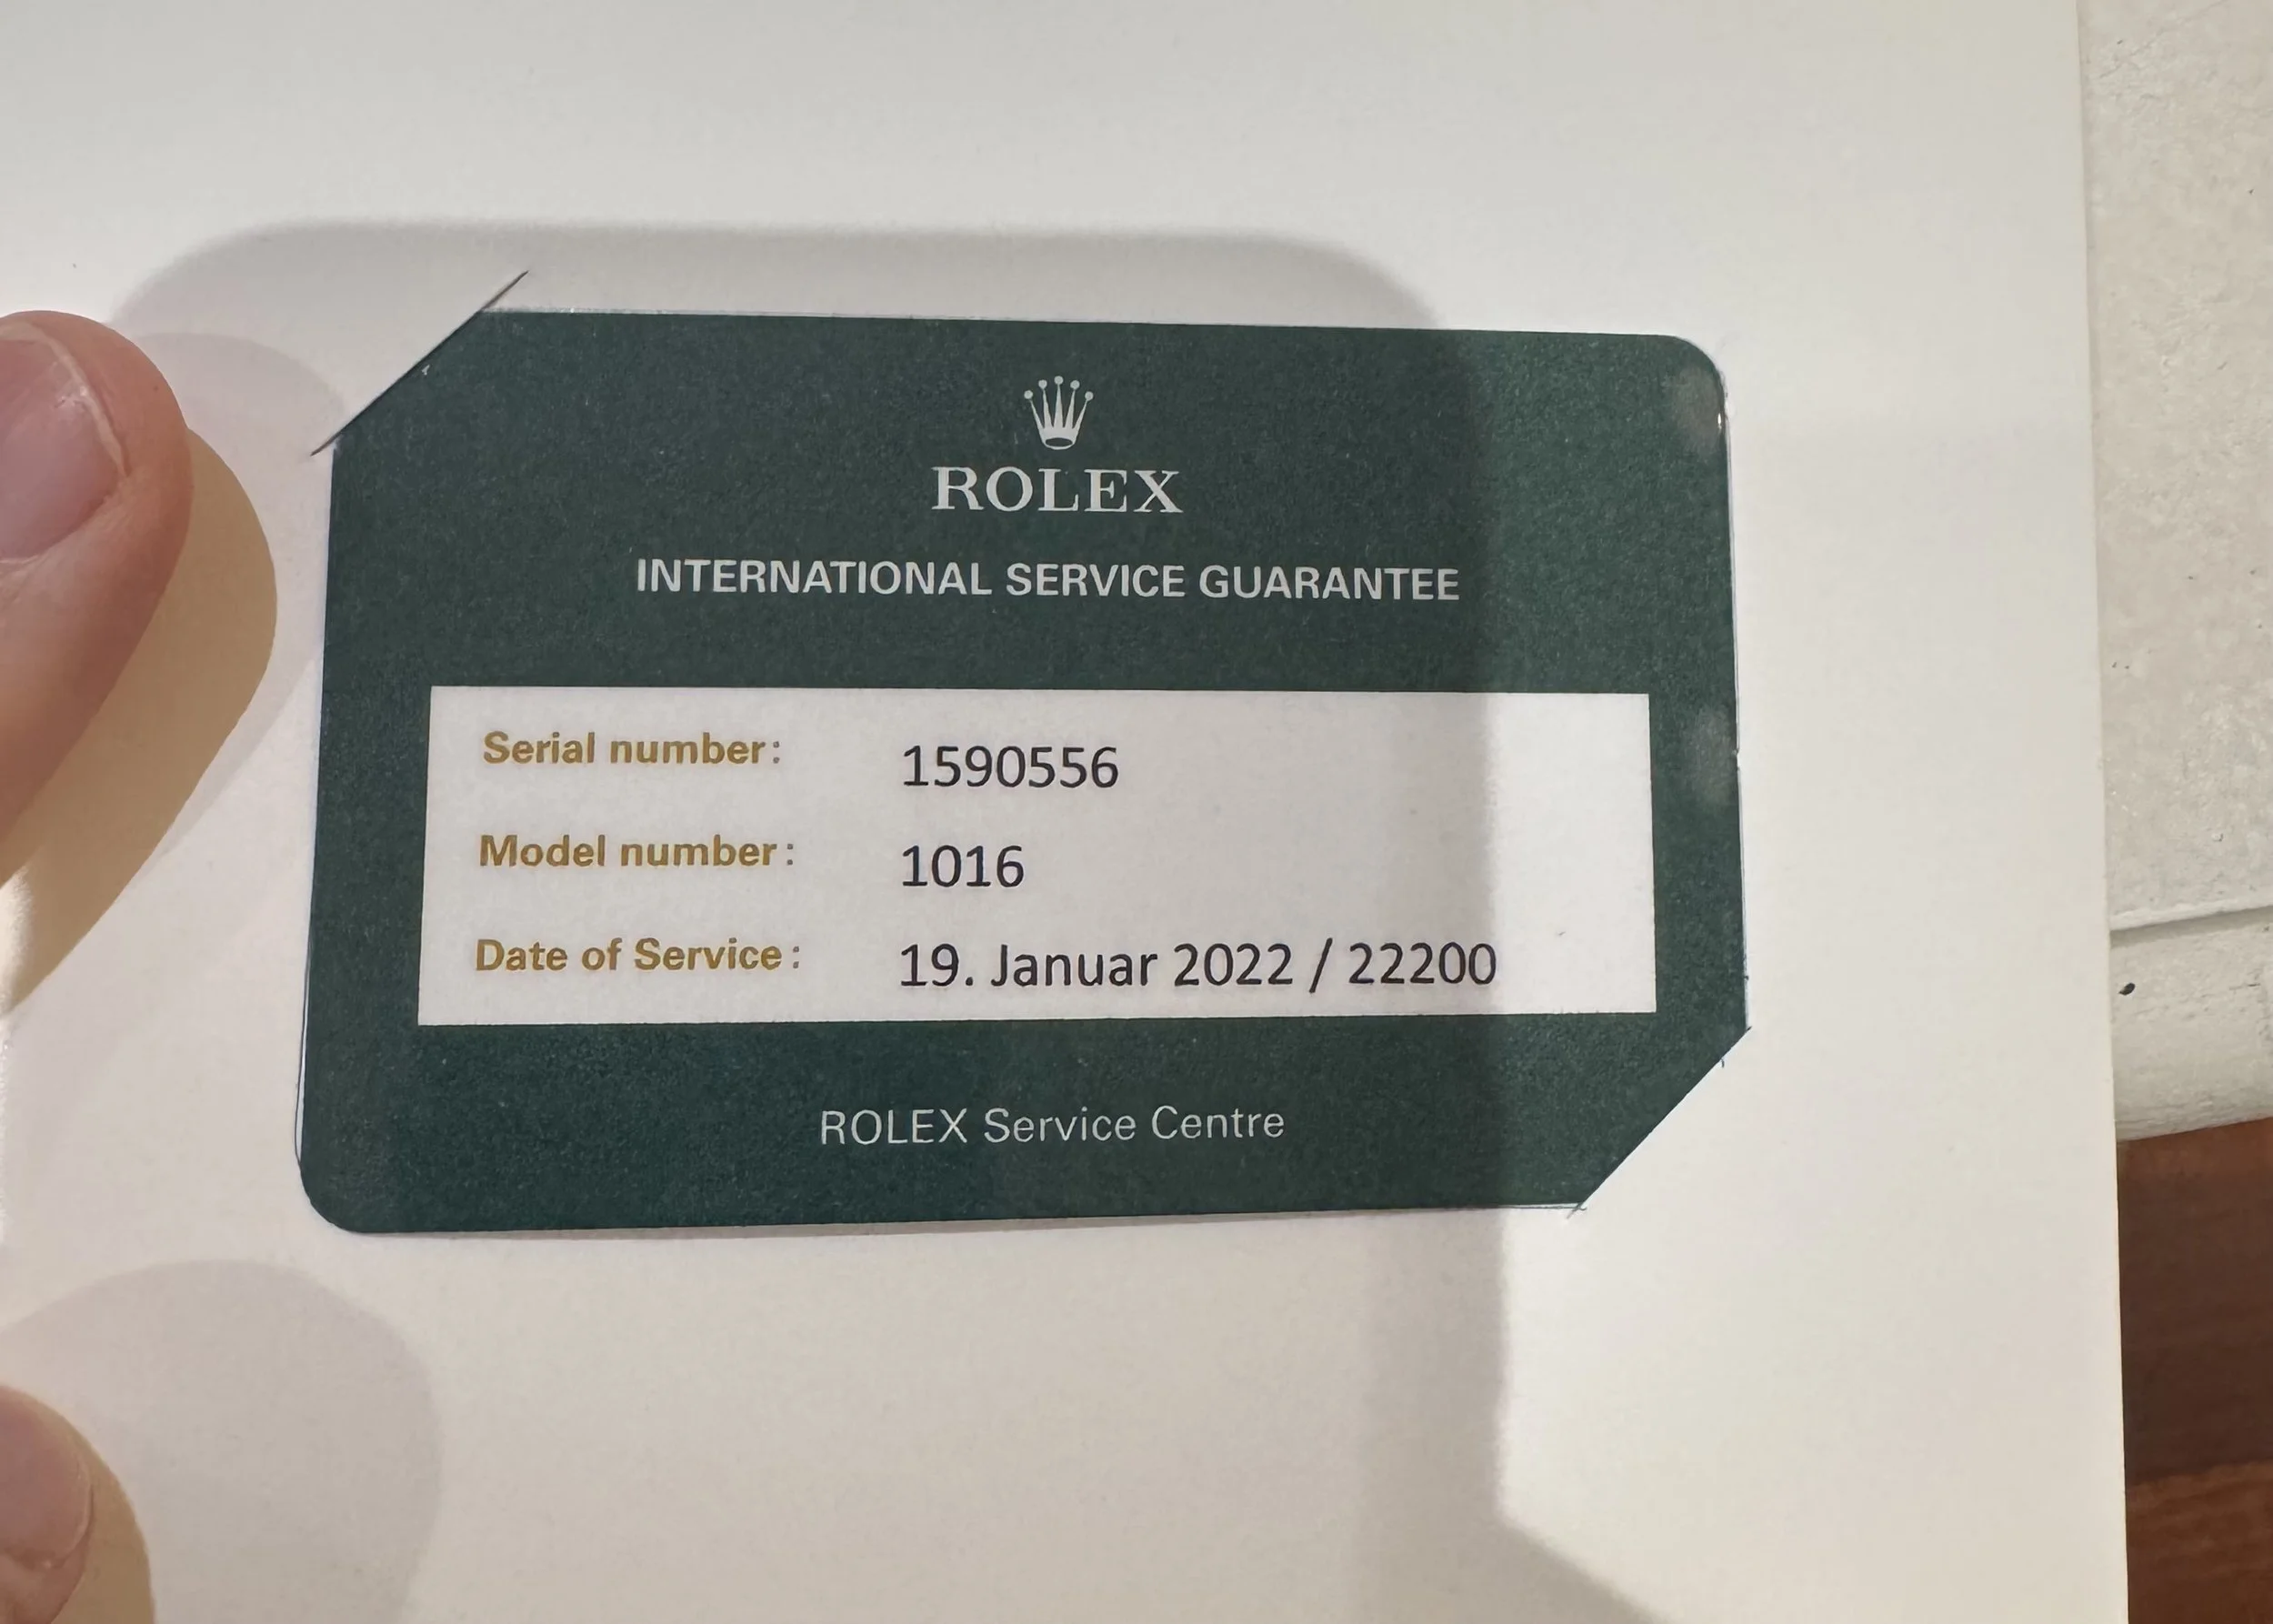 ROLEX
INTERNATIONAL SERVICE GUARANTEE
Serial number: 1590556
Model number: 1016
Date of Service: 19. Januar 2022 / 22200
ROLEX Service Centre